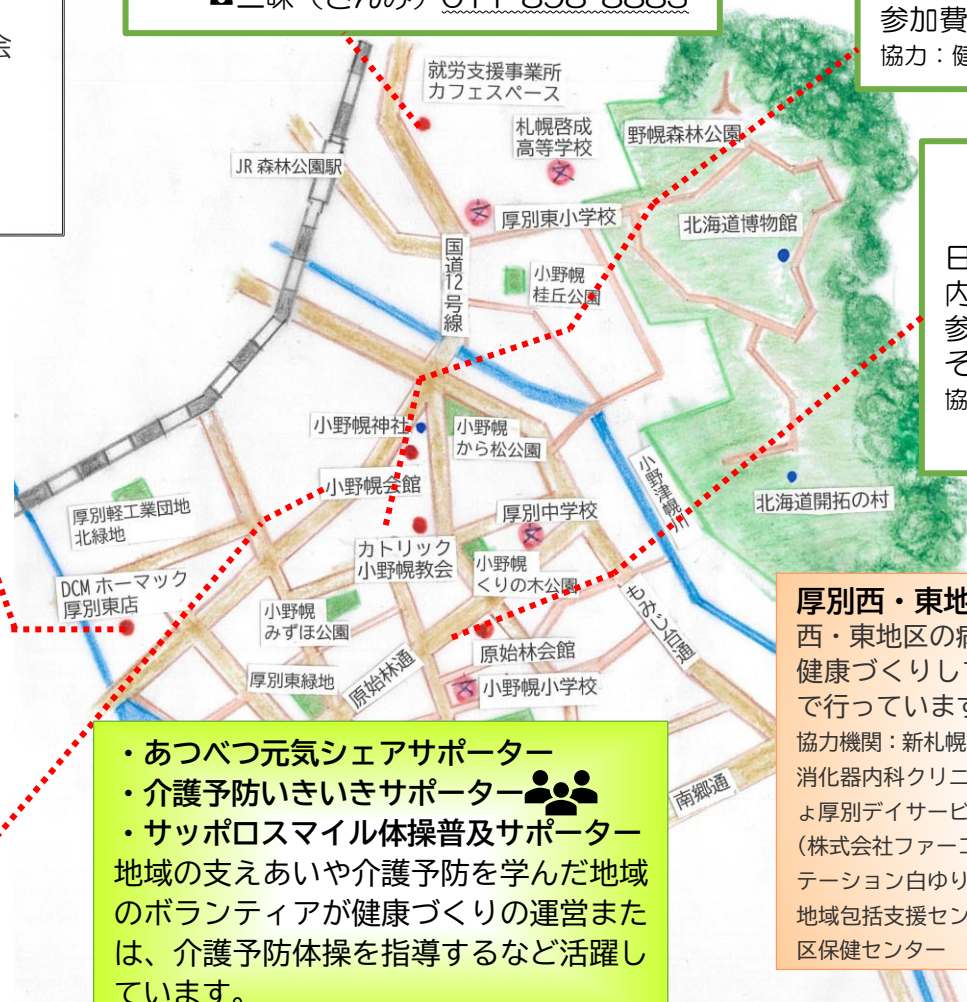 三味（さんみ）011-898-8883
会
参加費
協力：健
就労支援事業所
カフェスペース
札幌啓成
高等学校
野幌森林公園
JR 森林公園駅
厚別東小学校
北海道博物館
国道12号線
小野幌
桂丘公園
日
内
参
そ
協
小野幌神社
小野幌
から松公園
小野幌会館
小野津幌川
北海道開拓の村
厚別軽工業団地
北緑地
厚別中学校
カトリック
小野幌教会
小野幌
くりの木公園
DCM ホーマック
厚別東店
小野幌
みずほ公園
もみじ台通
原始林会館
厚別東緑地
原始林通
小野幌小学校
南郷通
厚別西・東地
西・東地区の病
健康づくりして
で行っています
協力機関：新札幌
消化器内科クリニ
ょ厚別デイサービ
(株式会社ファーコ
テーション白ゆり
地域包括支援セン
区保健センター
・あつべつ元気シェアサポーター
・介護予防いきいきサポーター
・サッポロスマイル体操普及サポーター
地域の支えあいや介護予防を学んだ地域
のボランティアが健康づくりの運営また
は、介護予防体操を指導するなど活躍し
ています。